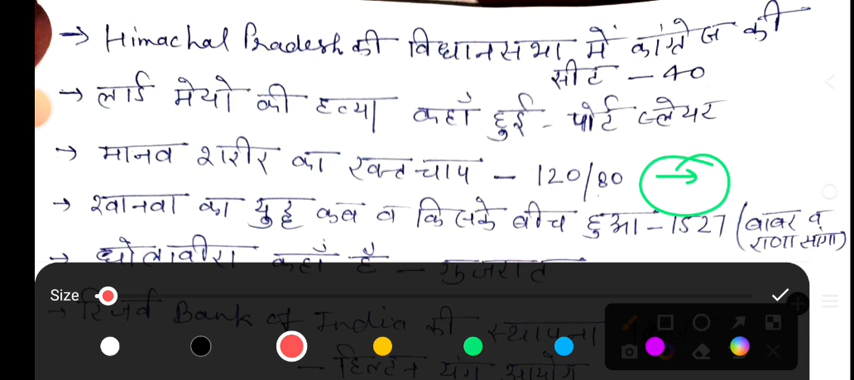 → Himachal Pradesh की विधानसभा में कांग्रेस की
सीट - 40
→ लार्ड मेयो की हत्या कहाँ हुई - पोर्ट ब्लेयर
→ मानव शरीर का रक्तचाप - 120/80
→ खानवा का युद्ध कब व किसके बीच हुआ - 1527 (बाबर व राणा सांगा)
→ धोलावीरा कहाँ है - गुजरात
Size
→ रिजर्व Bank of India की स्थापना
- हिल्टन यंग आयोग